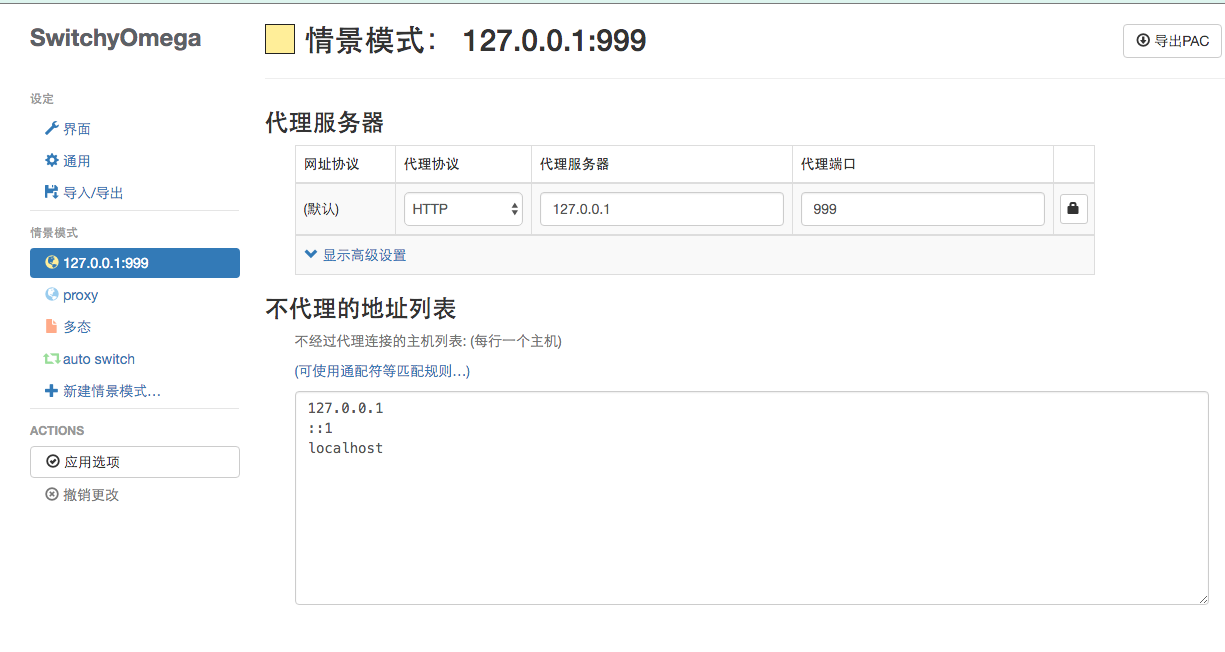 SwitchyOmega
设定
界面
通用
导入/导出
情景模式
127.0.0.1:999
proxy
多态
auto switch
新建情景模式…
ACTIONS
应用选项
撤销更改
情景模式： 127.0.0.1:999
导出PAC
代理服务器
网址协议 代理协议 代理服务器 代理端口
(默认) HTTP 127.0.0.1 999
显示高级设置
不代理的地址列表
不经过代理连接的主机列表: (每行一个主机)
(可使用通配符等匹配规则…)
127.0.0.1
::1
localhost